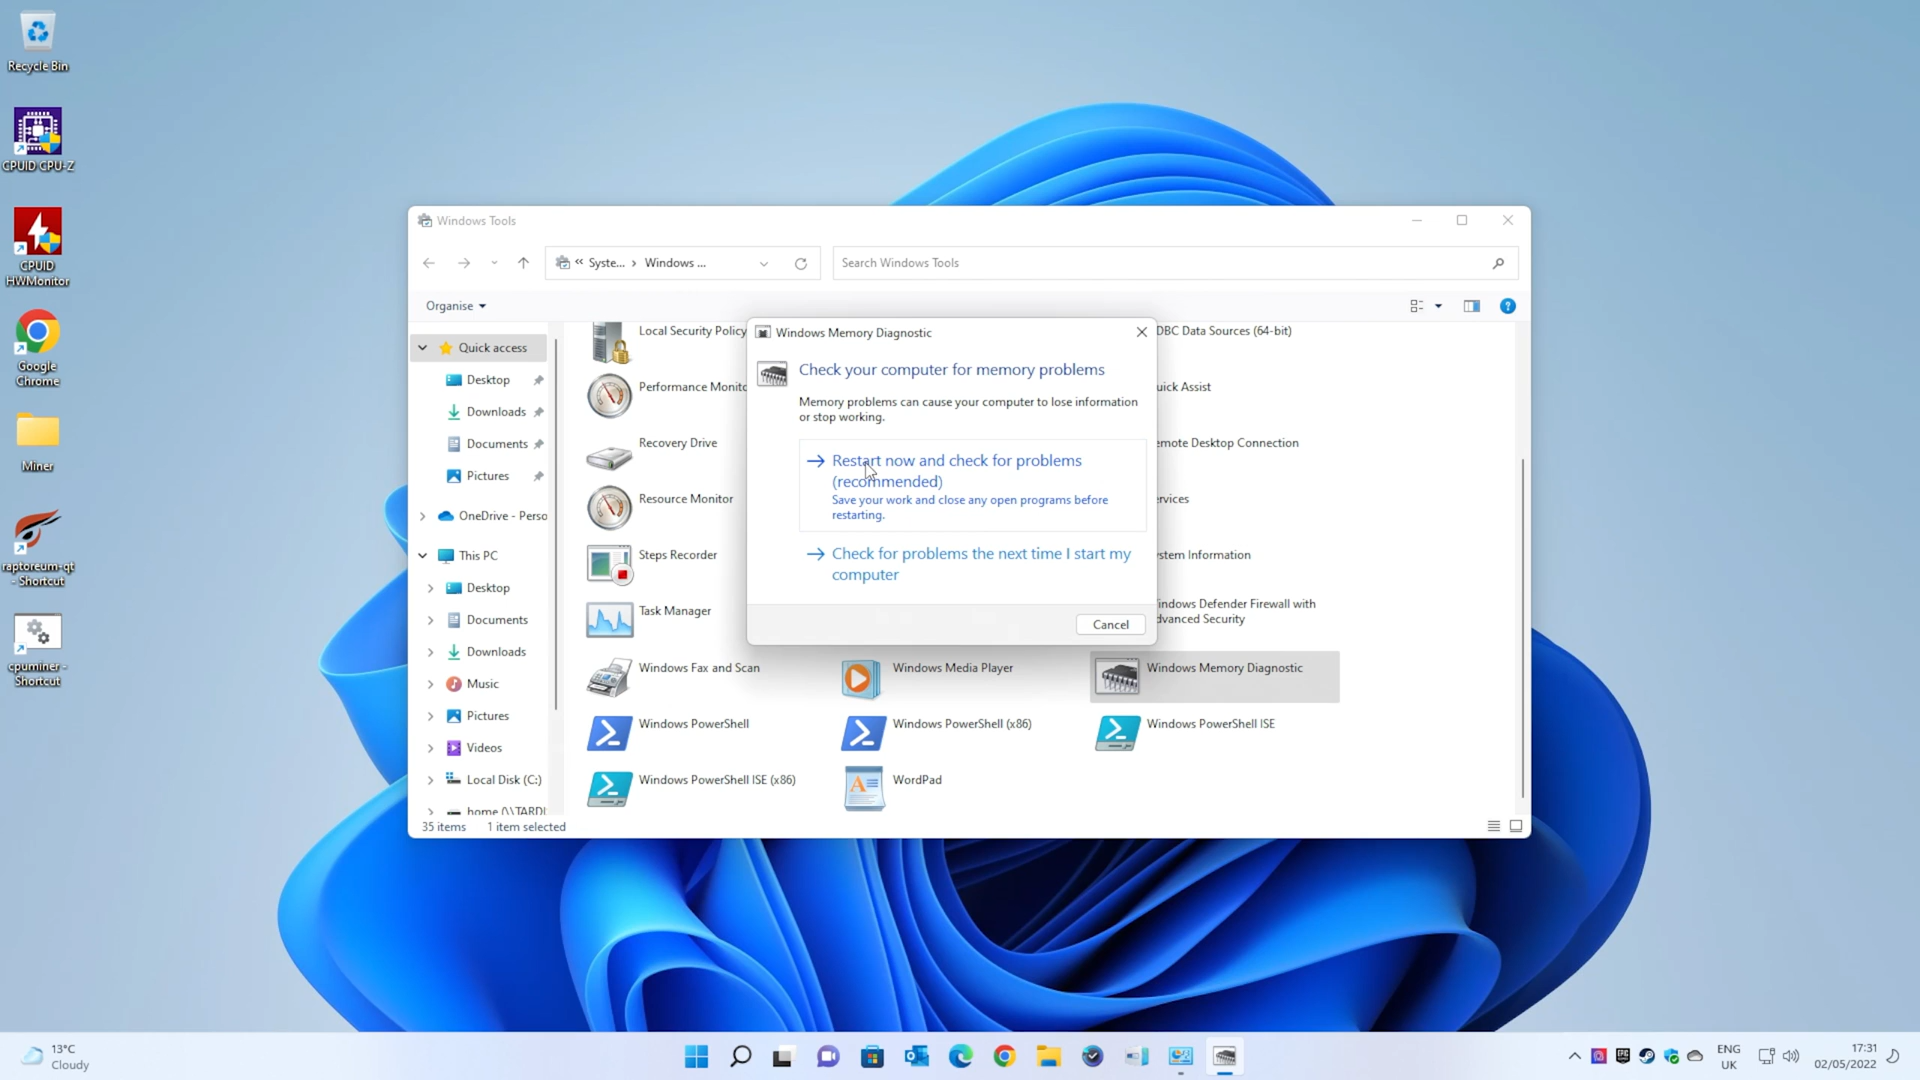 Recycle Bin
CPUID CPU-Z
CPUID
HWMonitor
Google
Chrome
Miner
raptoreum-qt
- Shortcut
cpuminer -
Shortcut
Windows Tools
« Syste... › Windows ...
Search Windows Tools
Organise
Quick access
Desktop
Downloads
Documents
Pictures
OneDrive - Perso
This PC
Desktop
Documents
Downloads
Music
Pictures
Videos
Local Disk (C:)
home (\\TARDI
35 items
1 item selected
Local Security Policy
DBC Data Sources (64-bit)
Performance Monito
uick Assist
Recovery Drive
emote Desktop Connection
Resource Monitor
ervices
Steps Recorder
stem Information
Task Manager
indows Defender Firewall with
dvanced Security
Windows Fax and Scan
Windows Media Player
Windows Memory Diagnostic
Windows PowerShell
Windows PowerShell (x86)
Windows PowerShell ISE
Windows PowerShell ISE (x86)
WordPad
Windows Memory Diagnostic
Check your computer for memory problems
Memory problems can cause your computer to lose information
or stop working.
Restart now and check for problems
(recommended)
Save your work and close any open programs before
restarting.
Check for problems the next time I start my
computer
Cancel
13°C
Cloudy
ENG
UK
17:31
02/05/2022